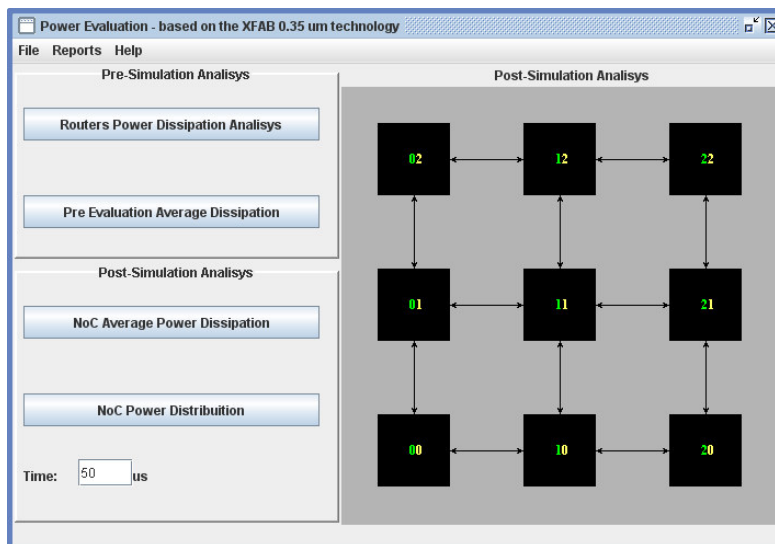 Power Evaluation - based on the XFAB 0.35 um technology
File Reports Help
Pre-Simulation Analisys
Routers Power Dissipation Analisys
Pre Evaluation Average Dissipation
Post-Simulation Analisys
NoC Average Power Dissipation
NoC Power Distribuition
Time: 50 us
Post-Simulation Analisys
02 12 22
01 11 21
00 10 20